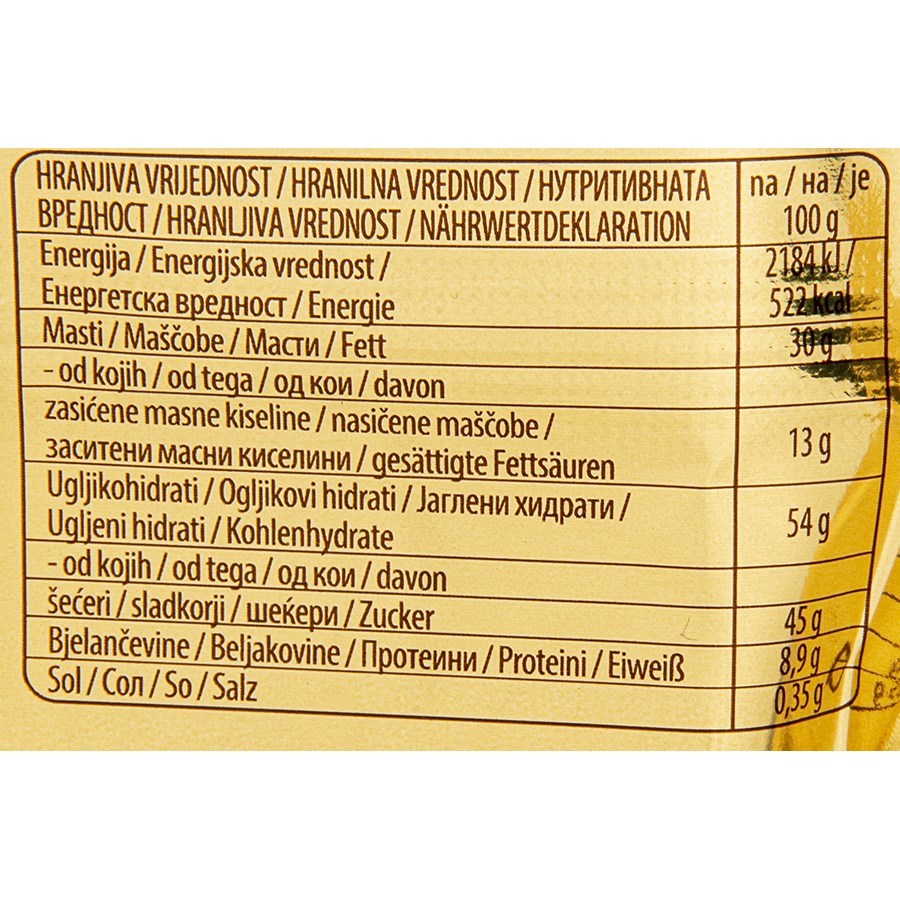 HRANJIVA VRIJEDNOST / HRANILNA VREDNOST / НУТРИТИВНАТА
ВРЕДНОСТ / HRANLJIVA VREDNOST / NÄHRWERTDEKLARATION
na / на / je
100 g
Energija / Energijska vrednost /
Енергетска вредност / Energie
2184 kJ /
522 kcal
Masti / Maščobe / Масти / Fett
30 g
- od kojih / od tega / од кои / davon
zasićene masne kiseline / nasičene maščobe /
заситени масни киселини / gesättigte Fettsäuren
13 g
Ugljikohidrati / Ogljikovi hidrati / Јаглени хидрати /
Ugljeni hidrati / Kohlenhydrate
54 g
- od kojih / od tega / од кои / davon
šećeri / sladkorji / шеќери / Zucker
45 g
Bjelančevine / Beljakovine / Протеини / Proteini / Eiweiß
8,9 g
Sol / Сол / So / Salz
0,35 g